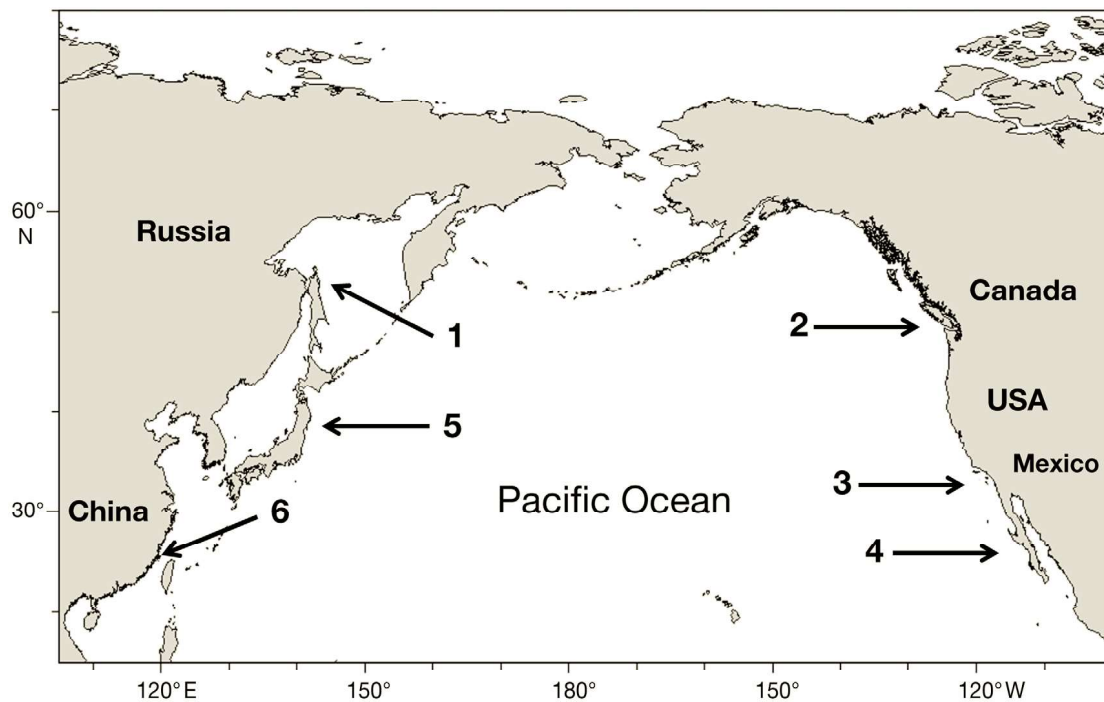 60°
N
Russia
Canada
1
2
USA
5
Mexico
3
Pacific Ocean
30°
China
6
4
120°E
150°
180°
150°
120°W